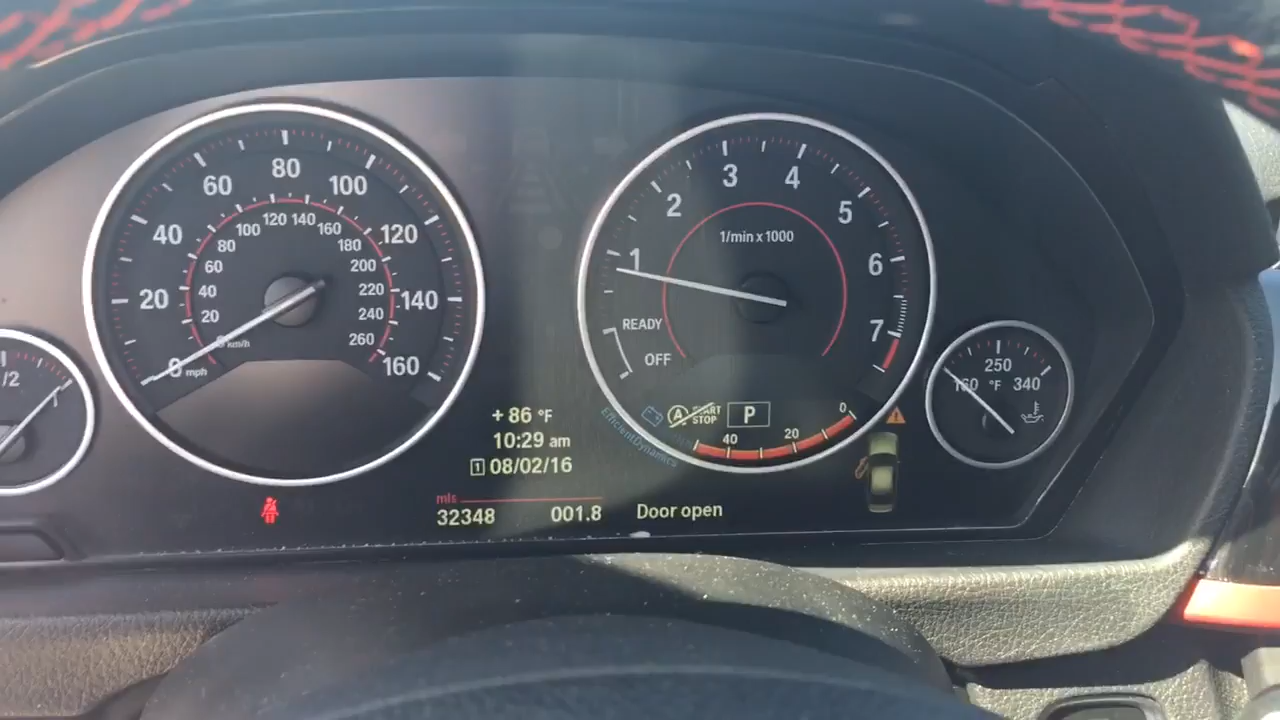 /2
1
0 mph
20
40
60
80
100
120
140
160
0 km/h
20
40
60
80
100
120
140
160
180
200
220
240
260
+86 °F
10:29 am
1 08/02/16
mls
32348 001.8
Door open
1/min x 1000
1
2
3
4
5
6
7
READY
OFF
A START
STOP
P
EfficientDynamics
40
20
0
160
250
340
°F